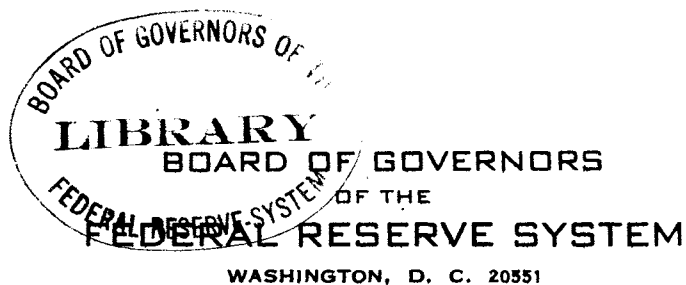 BOARD OF GOVERNORS OF
LIBRARY
FEDERAL RESERVE SYSTEM
BOARD OF GOVERNORS
OF THE
FEDERAL RESERVE SYSTEM
WASHINGTON, D. C. 20551